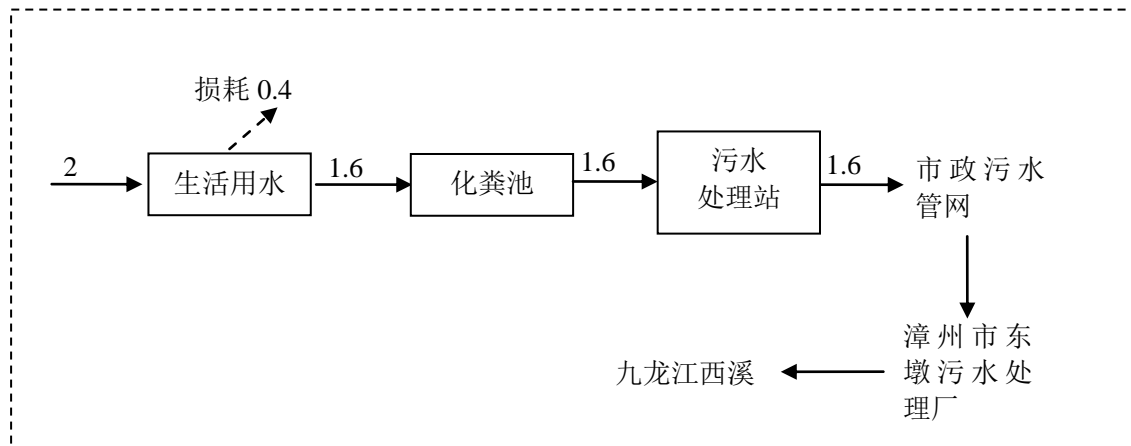 损耗 0.4
2
生活用水
1.6
化粪池
1.6
污水
处理站
1.6
市政污水
管网
漳州市东
墩污水处
理厂
九龙江西溪